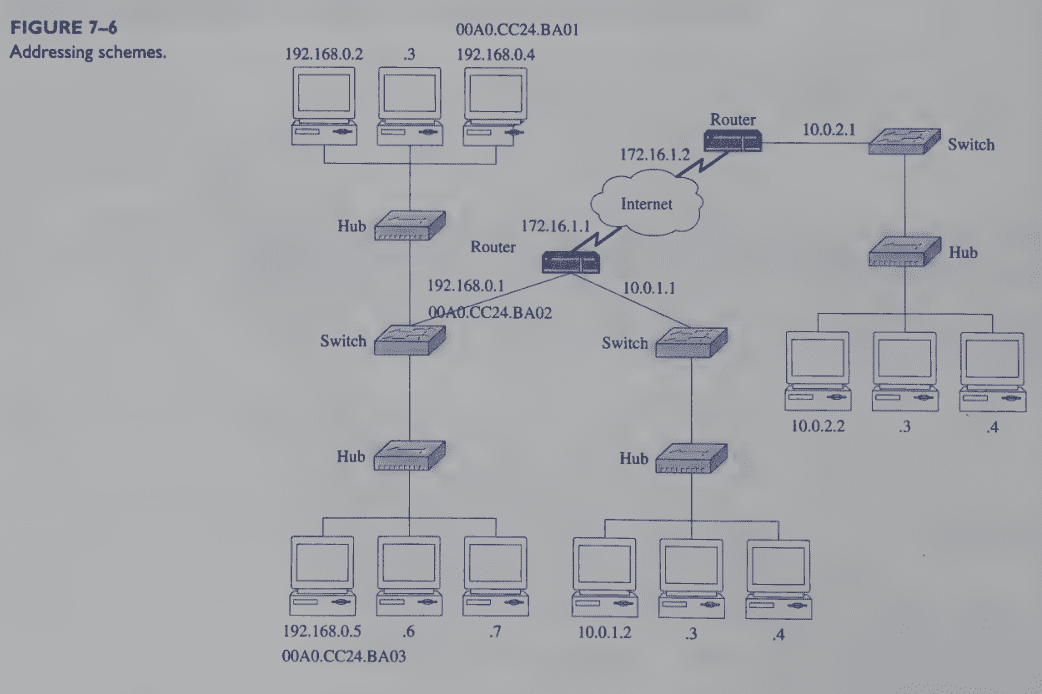 FIGURE 7–6
Addressing schemes.
00A0.CC24.BA01
192.168.0.2 .3 192.168.0.4
Router
10.0.2.1
Switch
172.16.1.2
Internet
Hub
172.16.1.1
Router
Hub
192.168.0.1
10.0.1.1
00A0.CC24.BA02
Switch
Switch
10.0.2.2 .3 .4
Hub
Hub
192.168.0.5 .6 .7
00A0.CC24.BA03
10.0.1.2 .3 .4